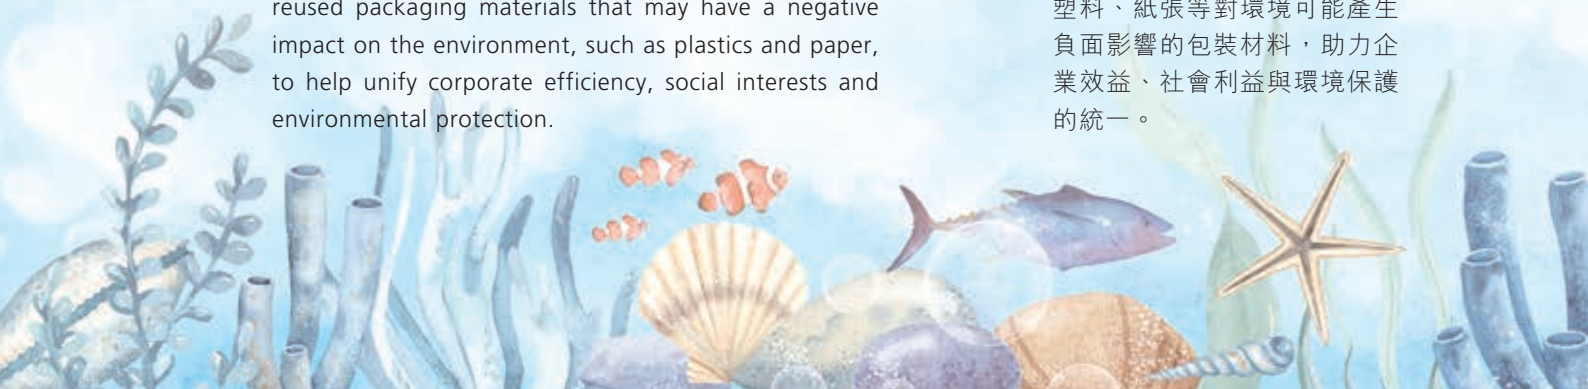 reused packaging materials that may have a negative
impact on the environment, such as plastics and paper,
to help unify corporate efficiency, social interests and
environmental protection.
塑料、紙張等對環境可能產生
負面影響的包裝材料，助力企
業效益、社會利益與環境保護
的統一。